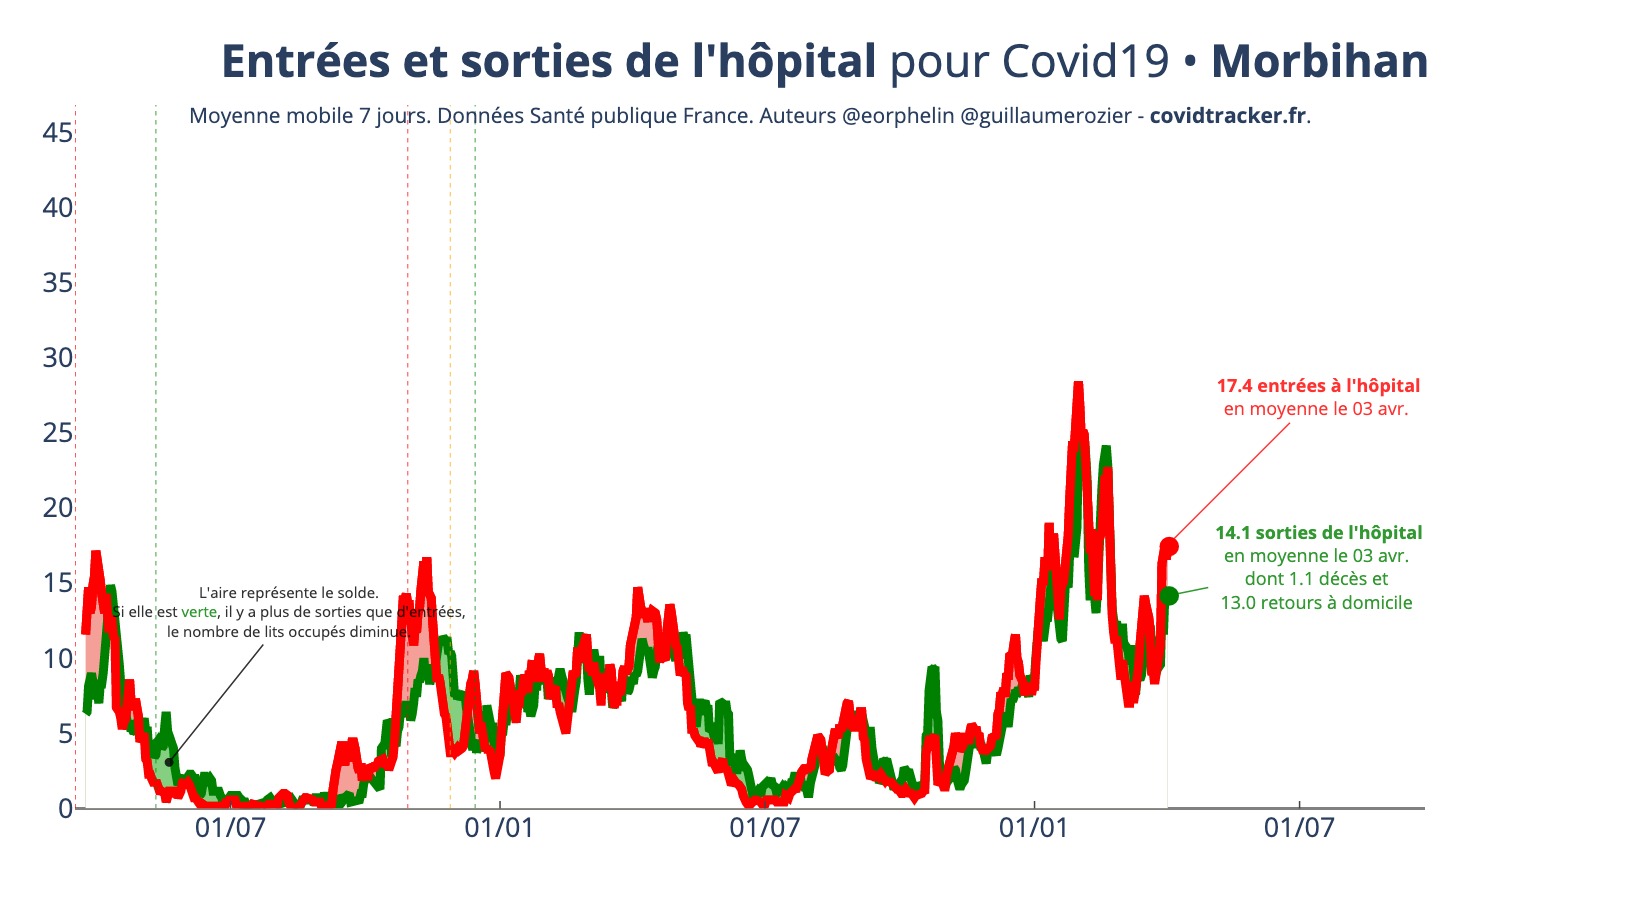 Entrées et sorties de l'hôpital pour Covid19 • Morbihan
Moyenne mobile 7 jours. Données Santé publique France. Auteurs @eorphelin @guillaumerozier - covidtracker.fr.
45
40
35
30
25
20
15
10
5
0
17.4 entrées à l'hôpital
en moyenne le 03 avr.
14.1 sorties de l'hôpital
en moyenne le 03 avr.
dont 1.1 décès et
13.0 retours à domicile
L'aire représente le solde.
Si elle est verte, il y a plus de sorties que d'entrées,
le nombre de lits occupés diminue.
01/07
01/01
01/07
01/01
01/07